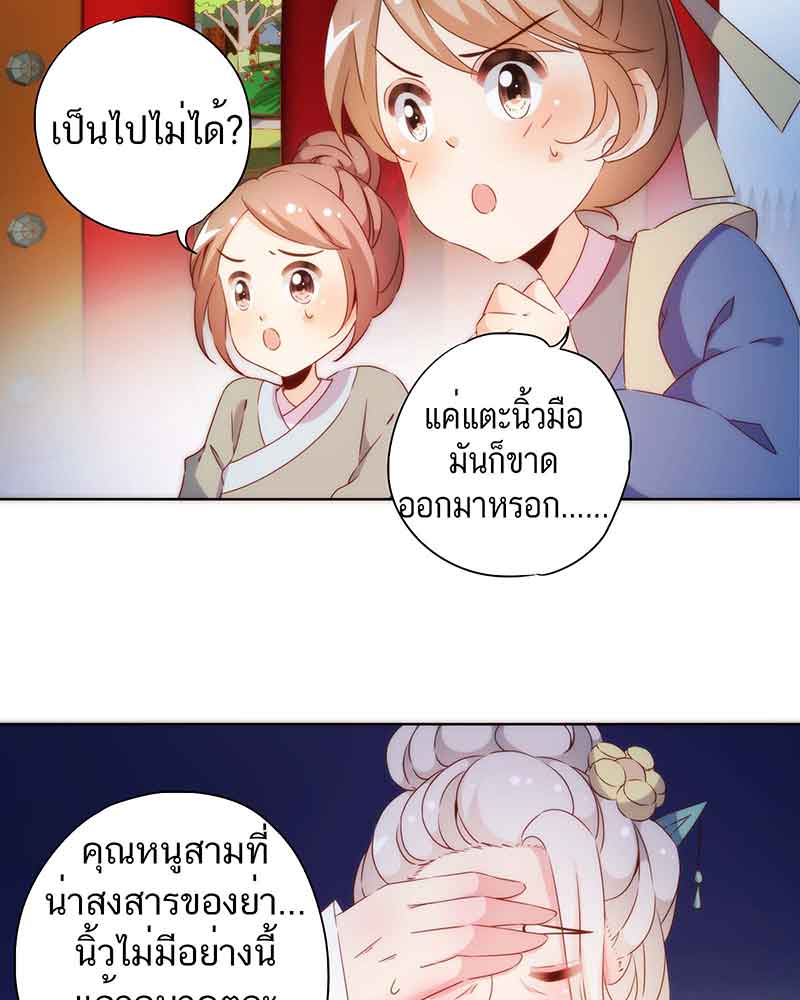 เป็นไปไม่ได้?
แค่แตะนิ้วมือ
มันก็ขาด
ออกมาหรอก......
คุณหนูสามที่
น่าสงสารของย่า...
นิ้วไม่มีอย่างนี้